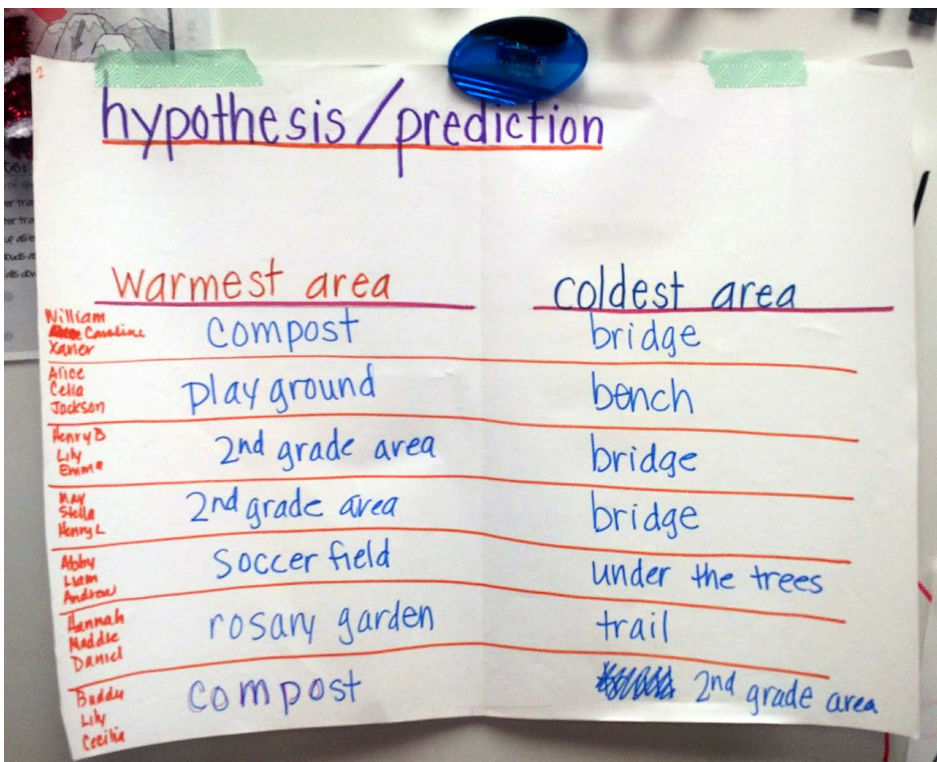 2
hypothesis/prediction
warmest area coldest area
William
Caroline
Xavier
compost bridge
Alice
Celia
Jackson
playground bench
Henry B
Lily
Emma
2nd grade area bridge
May
Stella
Henry L
2nd grade area bridge
Abby
Liam
Andrew
soccer field under the trees
Hannah
Maddie
Daniel
rosary garden trail
Buddy
Lily
Cecilia
compost 2nd grade area